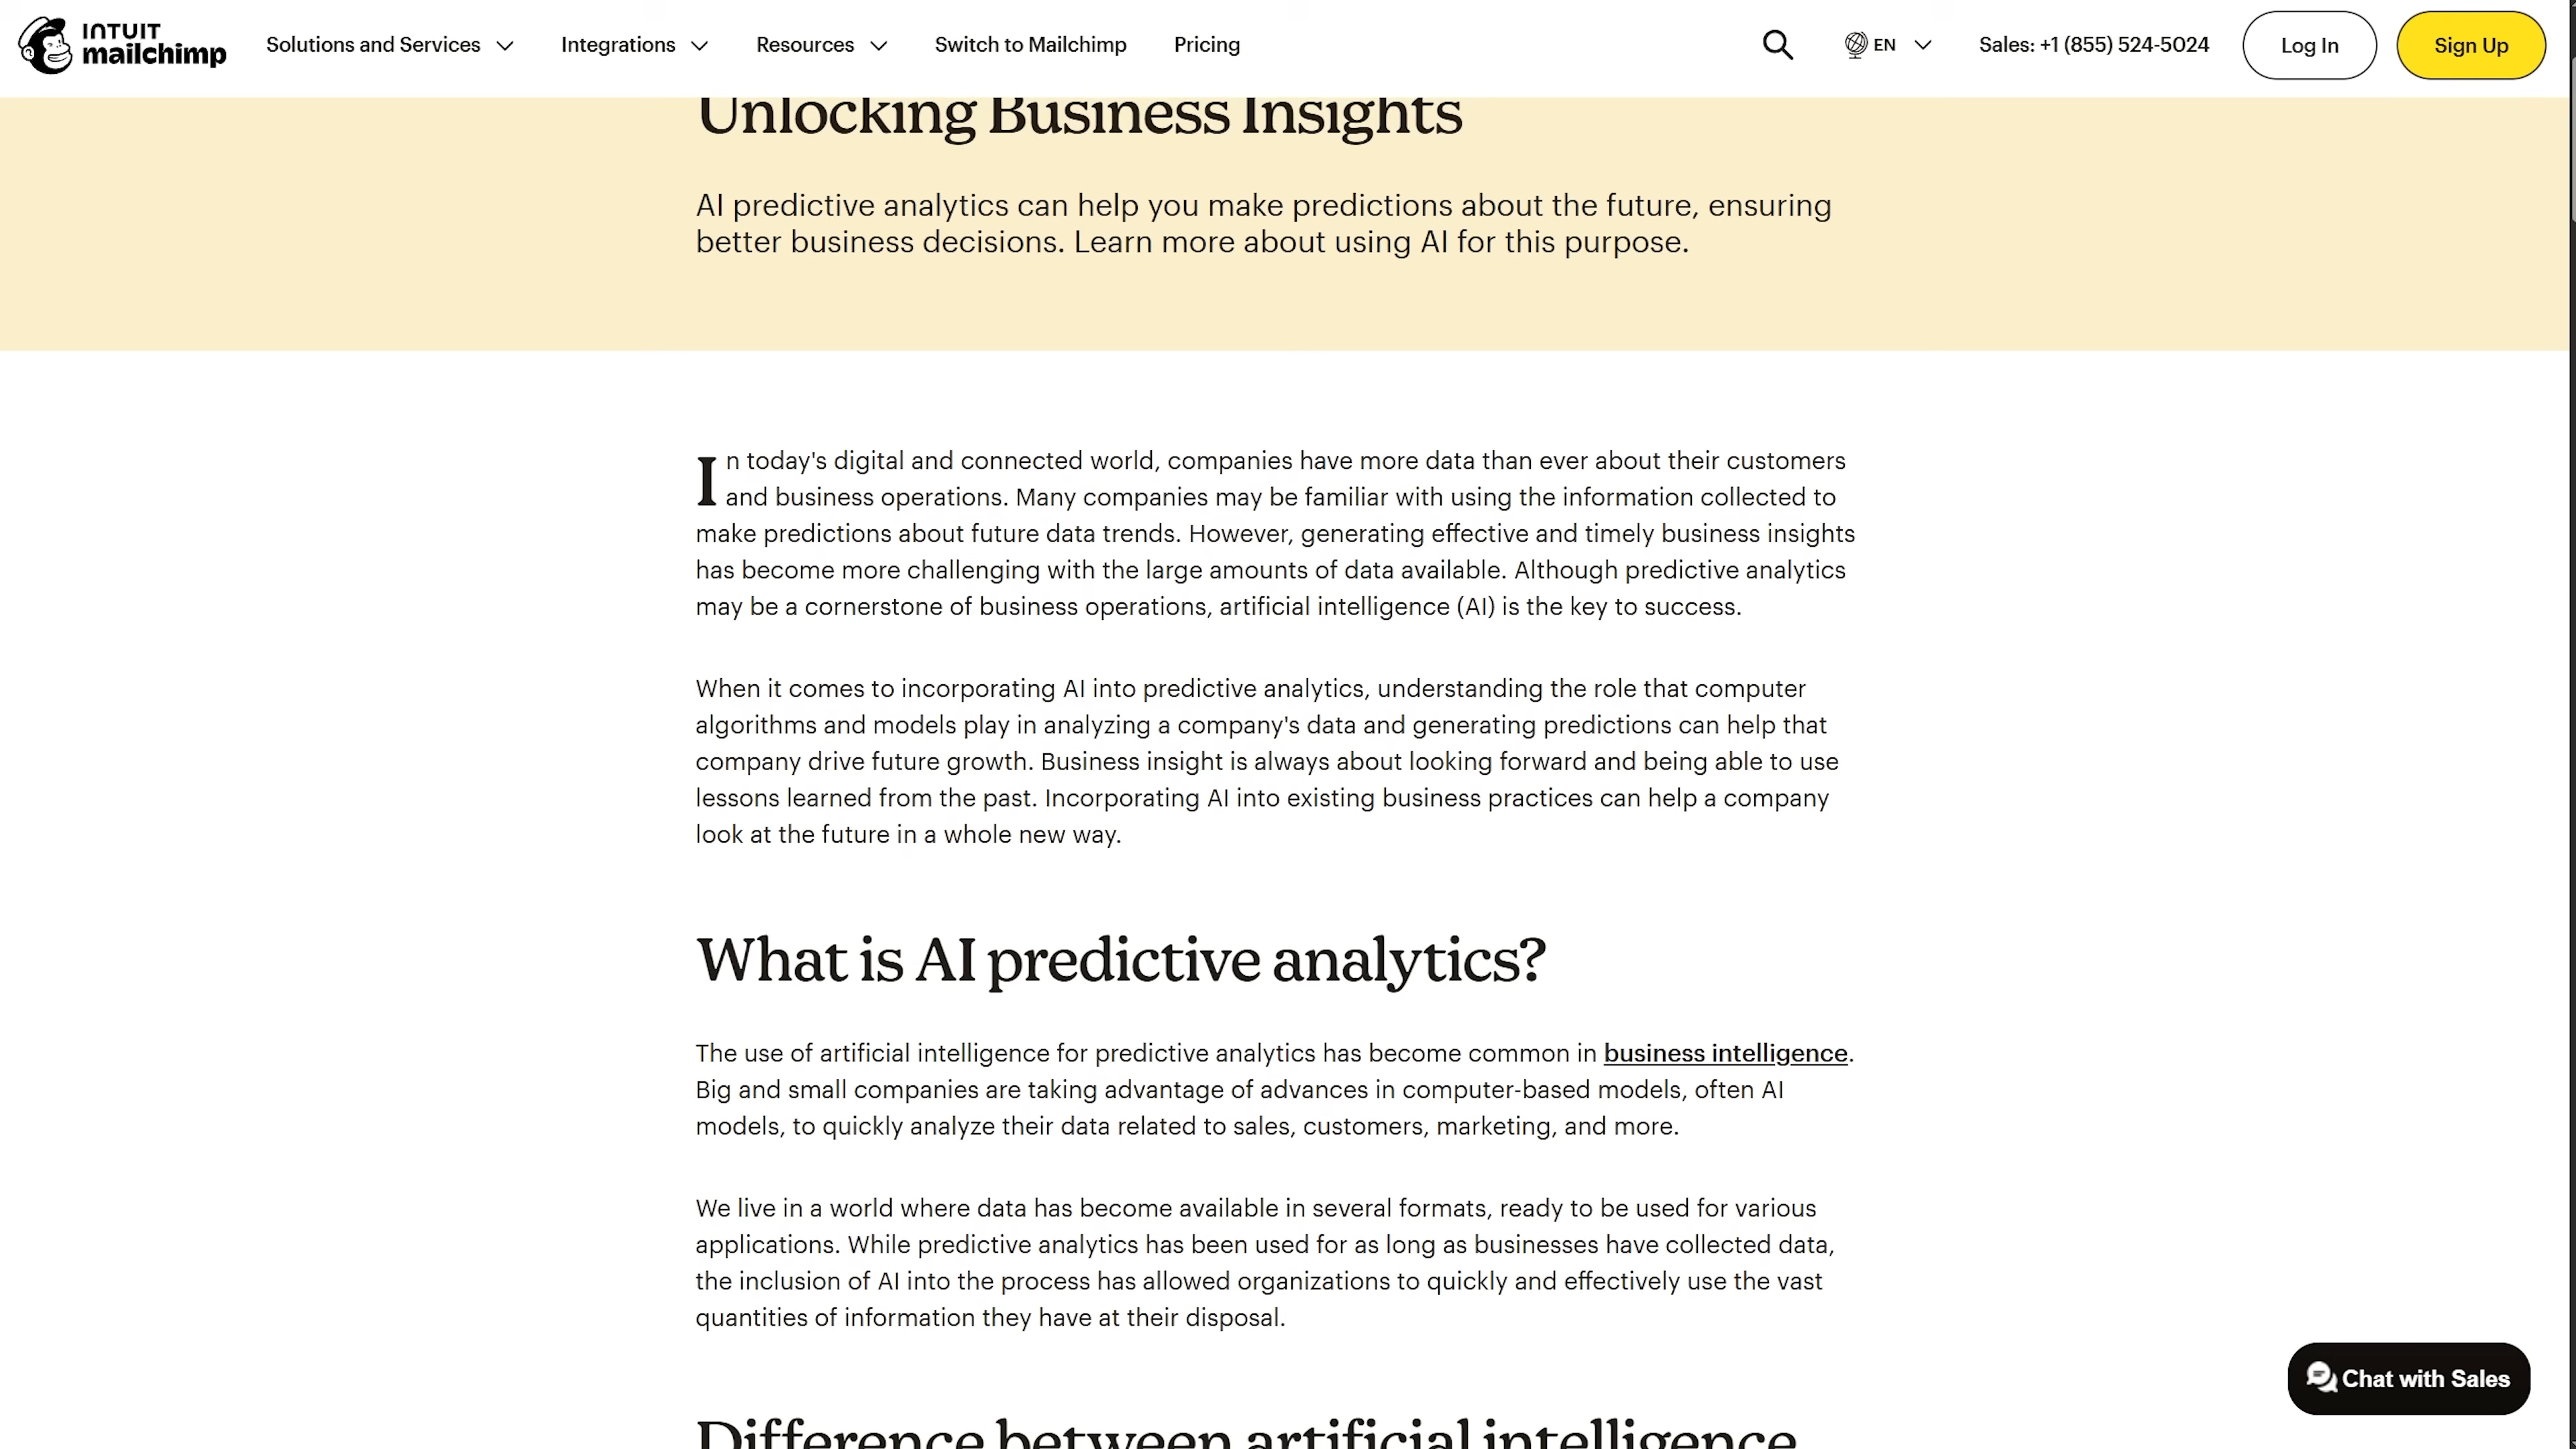 INTUIT
mailchimp
Solutions and Services
Integrations
Resources
Switch to Mailchimp
Pricing
EN
Sales: +1 (855) 524-5024
Log In
Sign Up
Unlocking Business Insights
AI predictive analytics can help you make predictions about the future, ensuring
better business decisions. Learn more about using AI for this purpose.
In today's digital and connected world, companies have more data than ever about their customers
and business operations. Many companies may be familiar with using the information collected to
make predictions about future data trends. However, generating effective and timely business insights
has become more challenging with the large amounts of data available. Although predictive analytics
may be a cornerstone of business operations, artificial intelligence (AI) is the key to success.
When it comes to incorporating AI into predictive analytics, understanding the role that computer
algorithms and models play in analyzing a company's data and generating predictions can help that
company drive future growth. Business insight is always about looking forward and being able to use
lessons learned from the past. Incorporating AI into existing business practices can help a company
look at the future in a whole new way.
What is AI predictive analytics?
The use of artificial intelligence for predictive analytics has become common in business intelligence.
Big and small companies are taking advantage of advances in computer-based models, often AI
models, to quickly analyze their data related to sales, customers, marketing, and more.
We live in a world where data has become available in several formats, ready to be used for various
applications. While predictive analytics has been used for as long as businesses have collected data,
the inclusion of AI into the process has allowed organizations to quickly and effectively use the vast
quantities of information they have at their disposal.
Chat with Sales
Difference between artificial intelligence